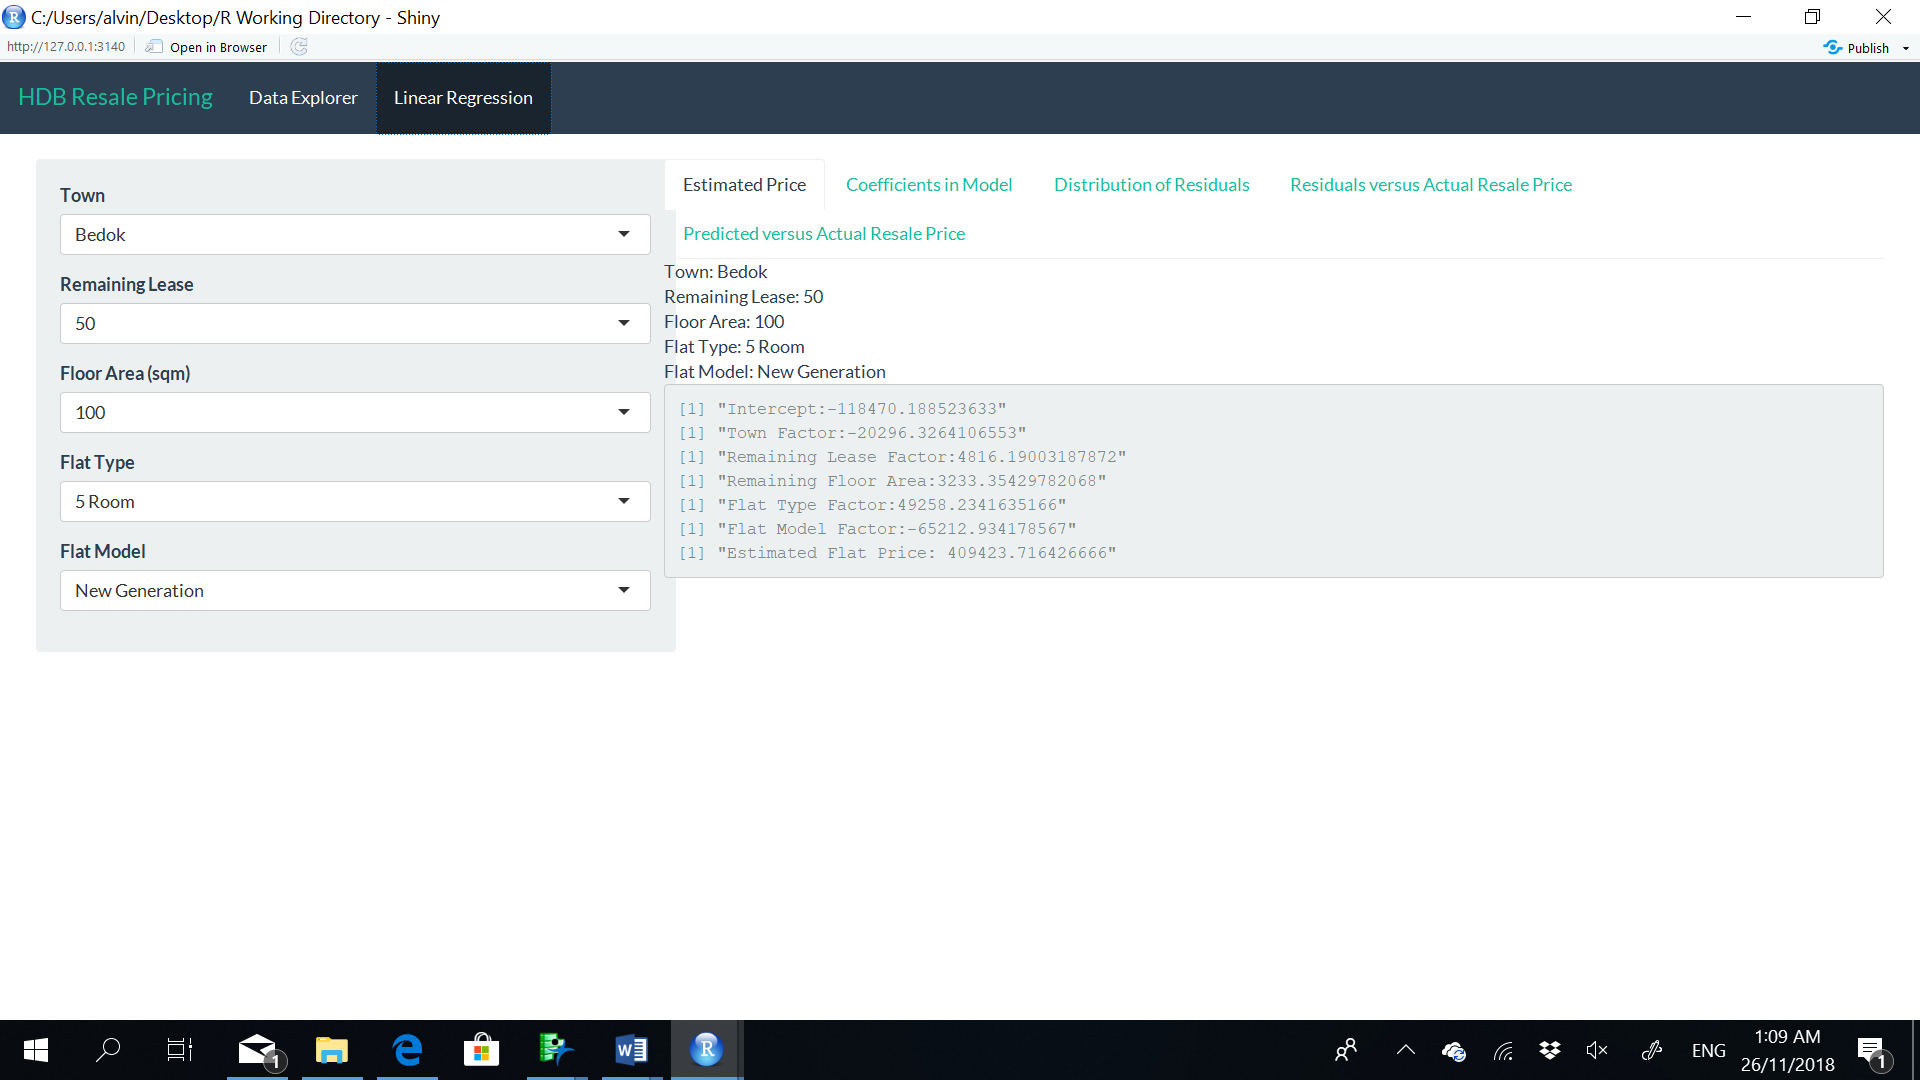 C:/Users/alvin/Desktop/R Working Directory - Shiny
http://127.0.0.1:3140
Open in Browser
Publish
HDB Resale Pricing
Data Explorer
Linear Regression
Town
Bedok
Remaining Lease
50
Floor Area (sqm)
100
Flat Type
5 Room
Flat Model
New Generation
Estimated Price
Coefficients in Model
Distribution of Residuals
Residuals versus Actual Resale Price
Predicted versus Actual Resale Price
Town: Bedok
Remaining Lease: 50
Floor Area: 100
Flat Type: 5 Room
Flat Model: New Generation
[1] "Intercept:-118470.188523633"
[1] "Town Factor:-20296.3264106553"
[1] "Remaining Lease Factor:4816.19003187872"
[1] "Remaining Floor Area:3233.35429782068"
[1] "Flat Type Factor:49258.2341635166"
[1] "Flat Model Factor:-65212.934178567"
[1] "Estimated Flat Price: 409423.716426666"
1
ENG
1:09 AM
26/11/2018
1